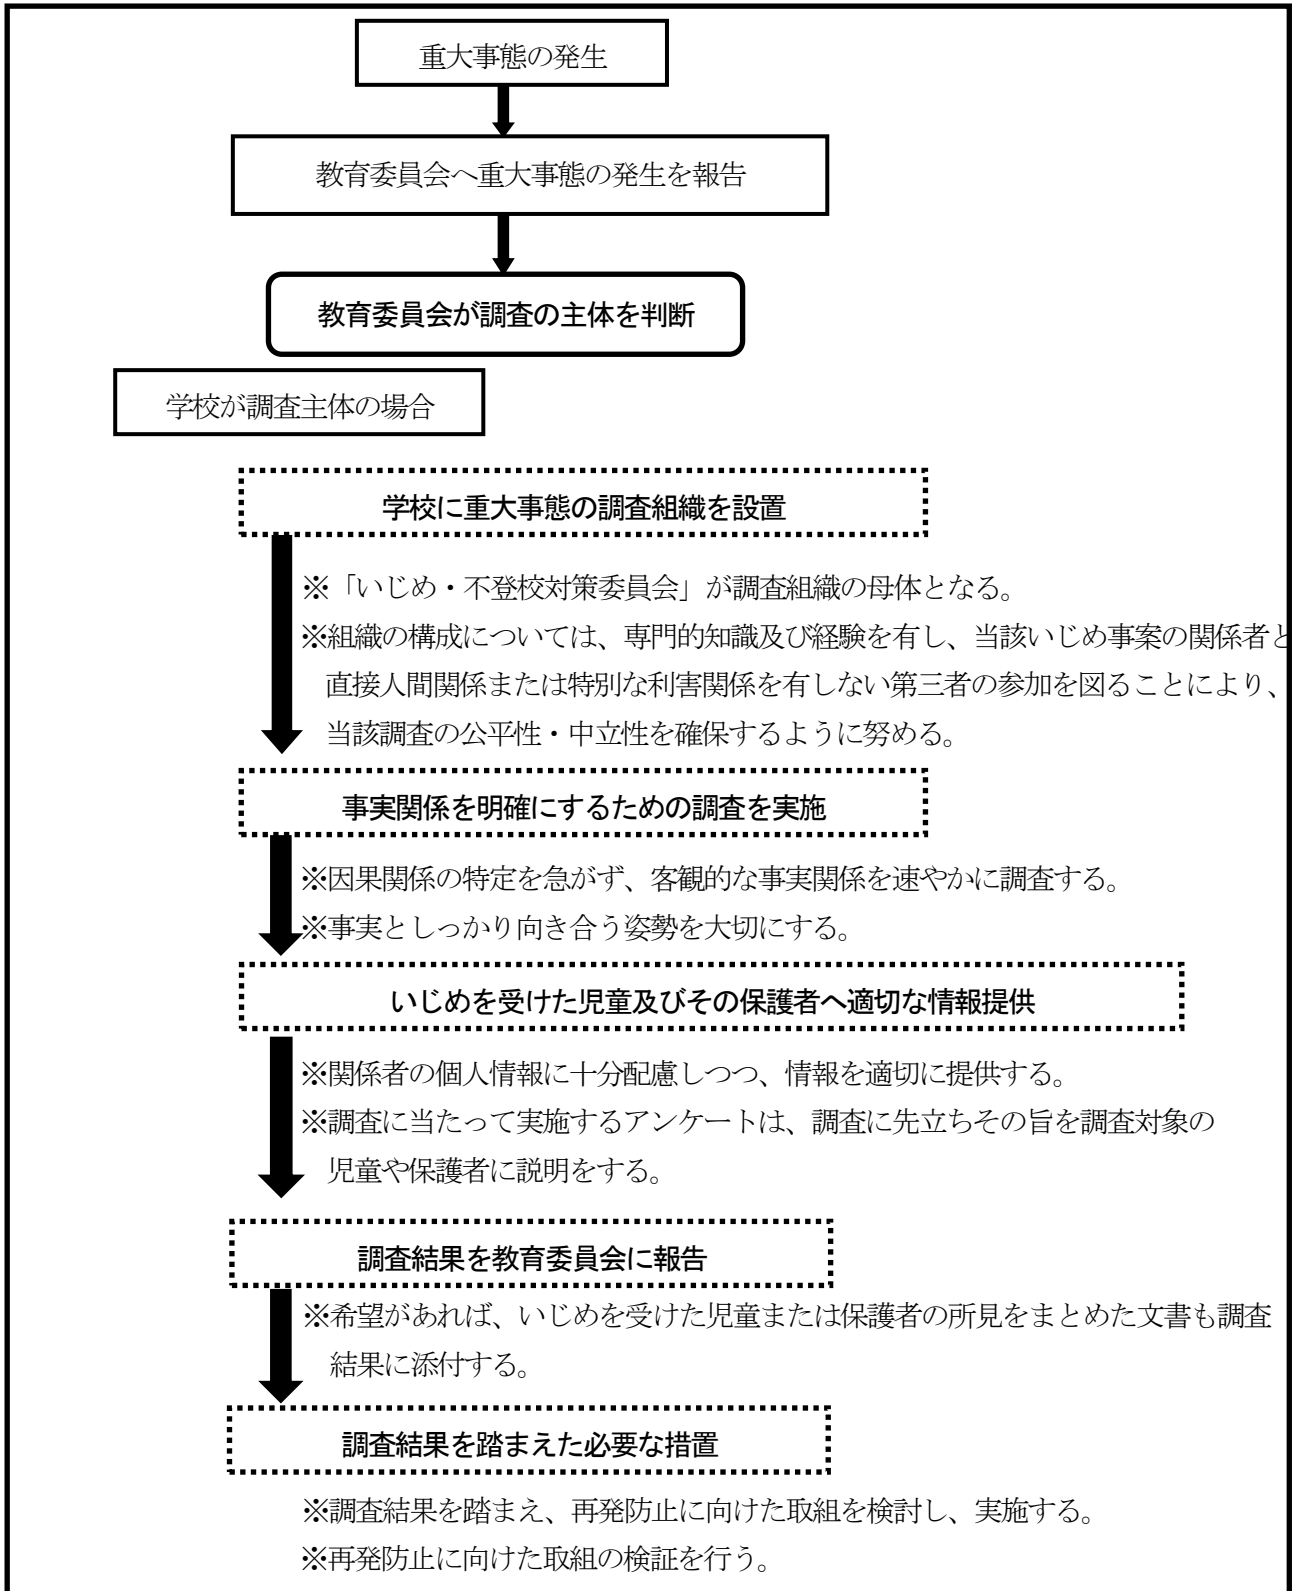 重大事態の発生
教育委員会へ重大事態の発生を報告
教育委員会が調査の主体を判断
学校が調査主体の場合
学校に重大事態の調査組織を設置
※「いじめ・不登校対策委員会」が調査組織の母体となる。
※組織の構成については、専門的知識及び経験を有し、当該いじめ事案の関係者と
直接人間関係または特別な利害関係を有しない第三者の参加を図ることにより、
当該調査の公平性・中立性を確保するように努める。
事実関係を明確にするための調査を実施
※因果関係の特定を急がず、客観的な事実関係を速やかに調査する。
※事実としっかり向き合う姿勢を大切にする。
いじめを受けた児童及びその保護者へ適切な情報提供
※関係者の個人情報に十分配慮しつつ、情報を適切に提供する。
※調査に当たって実施するアンケートは、調査に先立ちその旨を調査対象の
児童や保護者に説明をする。
調査結果を教育委員会に報告
※希望があれば、いじめを受けた児童または保護者の所見をまとめた文書も調査
結果に添付する。
調査結果を踏まえた必要な措置
※調査結果を踏まえ、再発防止に向けた取組を検討し、実施する。
※再発防止に向けた取組の検証を行う。